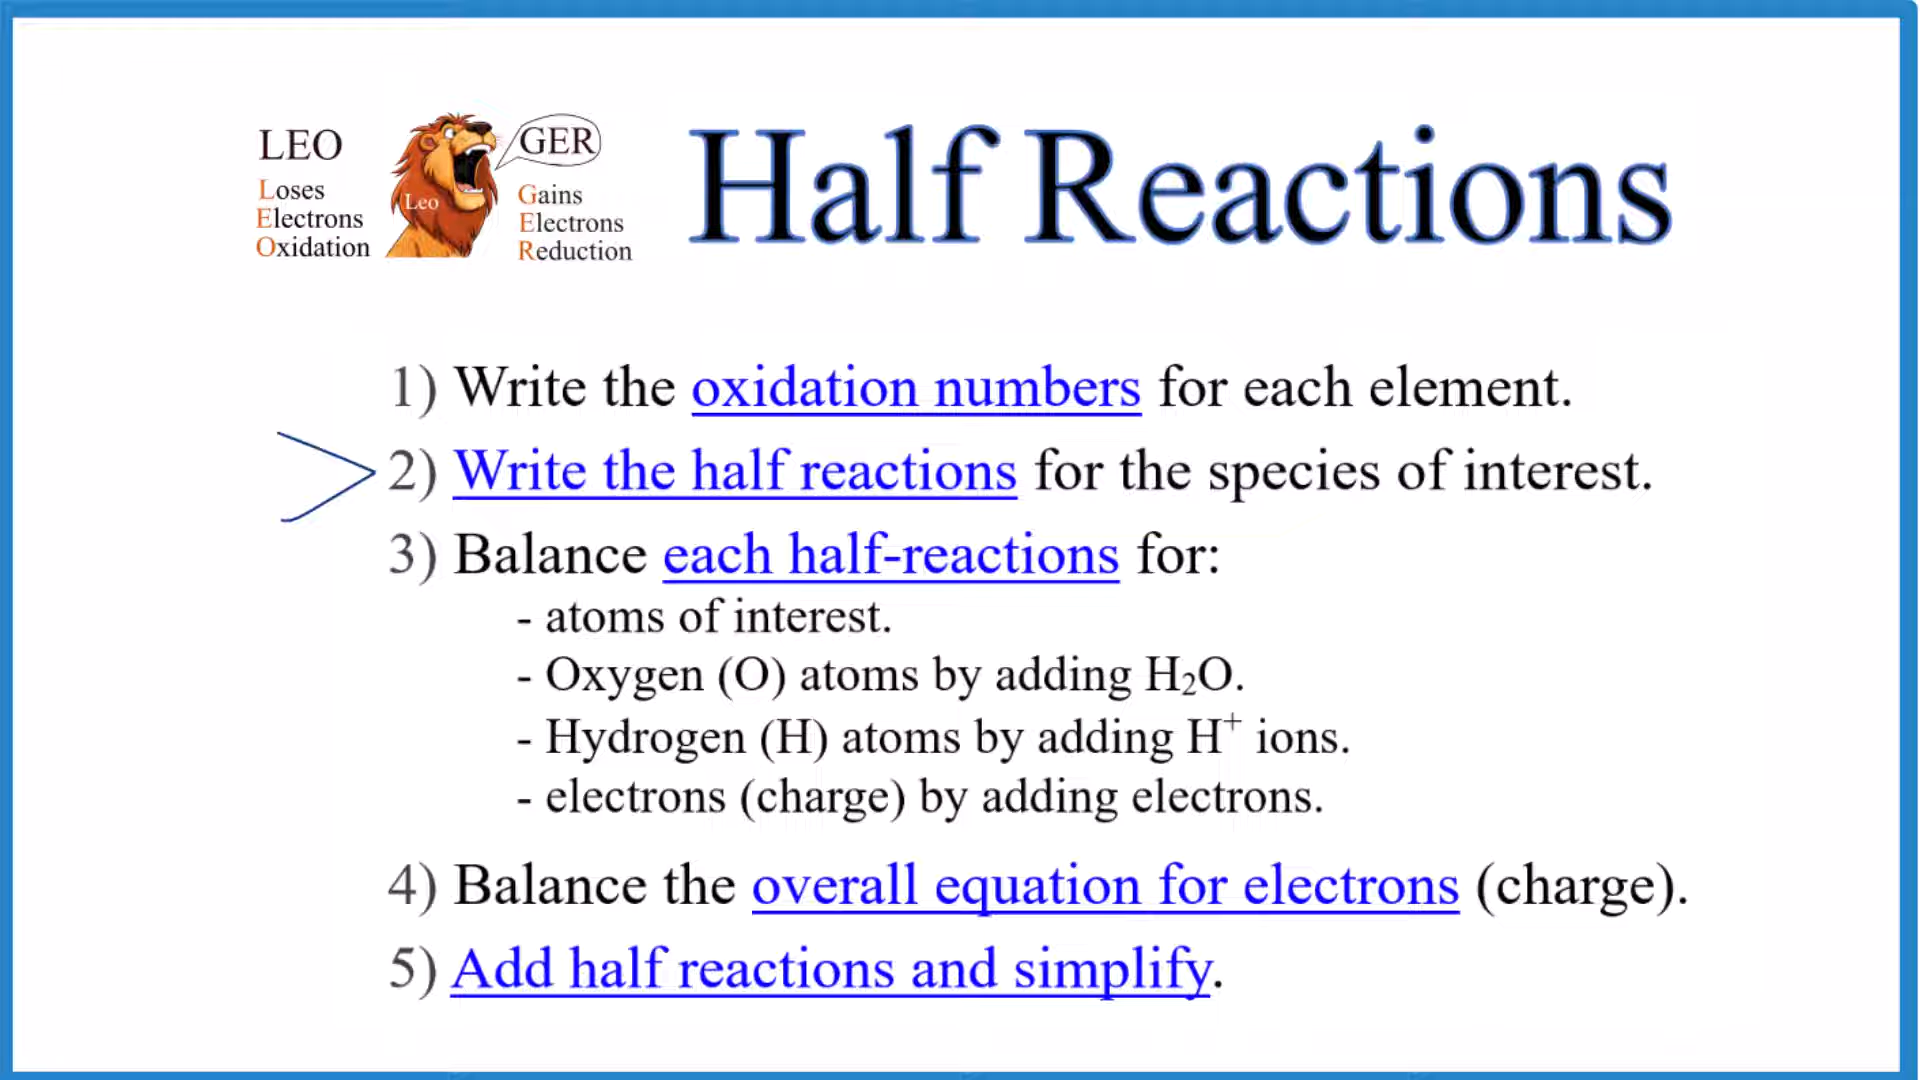 LEO
Loses
Electrons
Oxidation
Leo
GER
Gains
Electrons
Reduction
Half Reactions
1) Write the oxidation numbers for each element.
2) Write the half reactions for the species of interest.
3) Balance each half-reactions for:
- atoms of interest.
- Oxygen (O) atoms by adding H₂O.
- Hydrogen (H) atoms by adding H⁺ ions.
- electrons (charge) by adding electrons.
4) Balance the overall equation for electrons (charge).
5) Add half reactions and simplify.